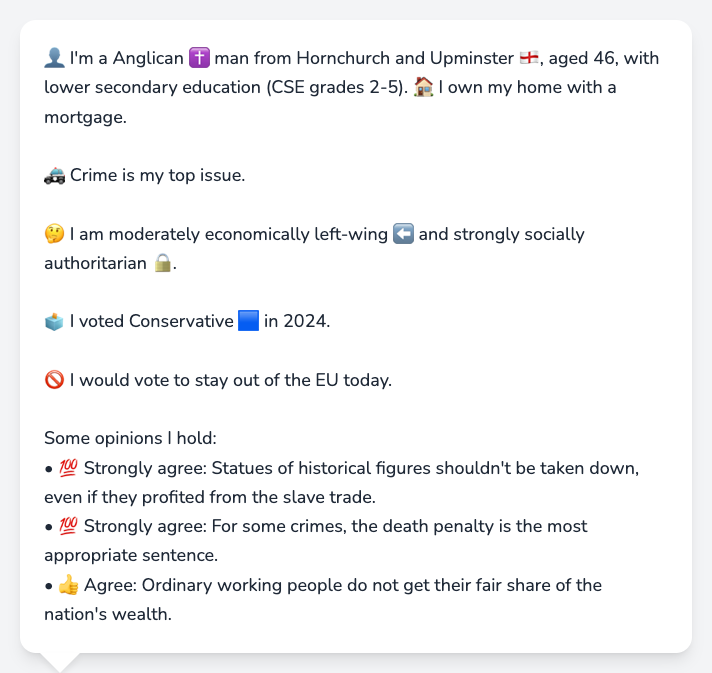 👤 I'm a Anglican ✝️ man from Hornchurch and Upminster 🏴󠁧󠁢󠁥󠁮󠁧󠁿, aged 46, with
lower secondary education (CSE grades 2-5). 🏠 I own my home with a
mortgage.
🚓 Crime is my top issue.
🤔 I am moderately economically left-wing ⬅️ and strongly socially
authoritarian 🔒.
🗳️ I voted Conservative 🟦 in 2024.
🚫 I would vote to stay out of the EU today.
Some opinions I hold:
• 💯 Strongly agree: Statues of historical figures shouldn't be taken down,
even if they profited from the slave trade.
• 💯 Strongly agree: For some crimes, the death penalty is the most
appropriate sentence.
• 👍 Agree: Ordinary working people do not get their fair share of the
nation's wealth.